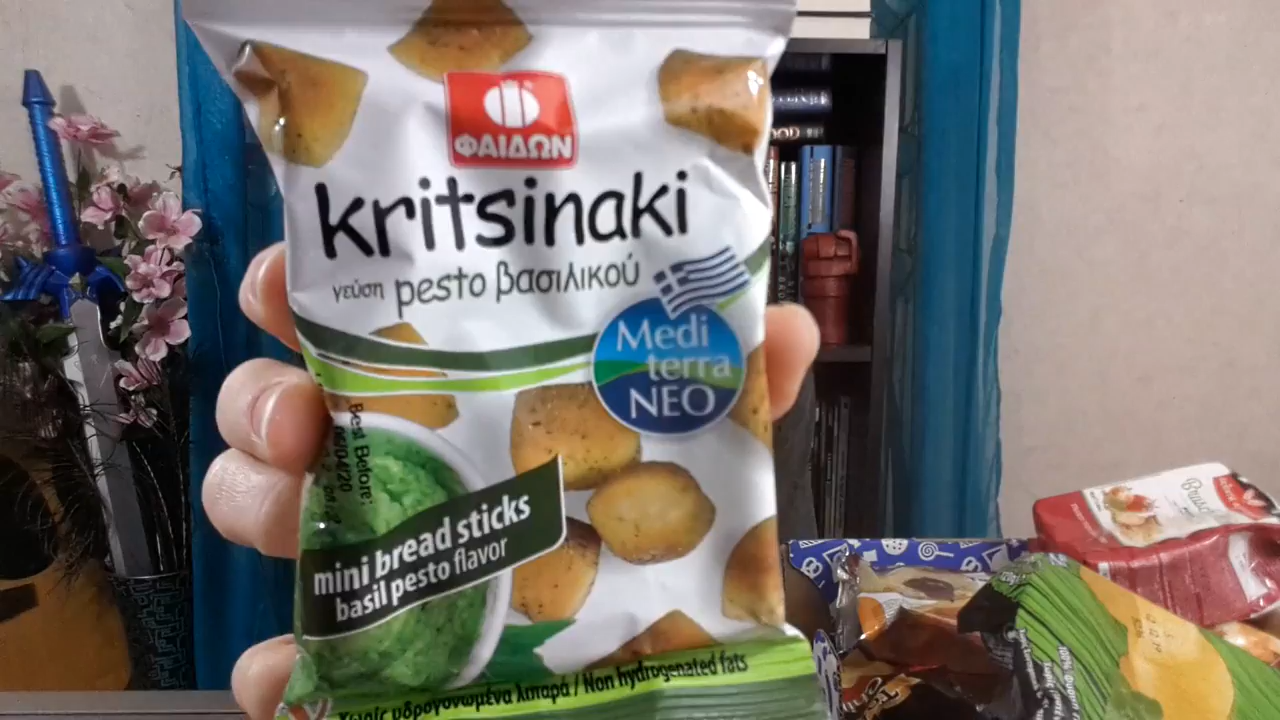 ΦΑΙΔΩΝ
kritsinaki
γεύση pesto βασιλικού
Medi
terra
NEO
Best Before:
mini bread sticks
basil pesto flavor
Χωρίς υδρογονωμένα λιπαρά / Non hydrogenated fats
OOD